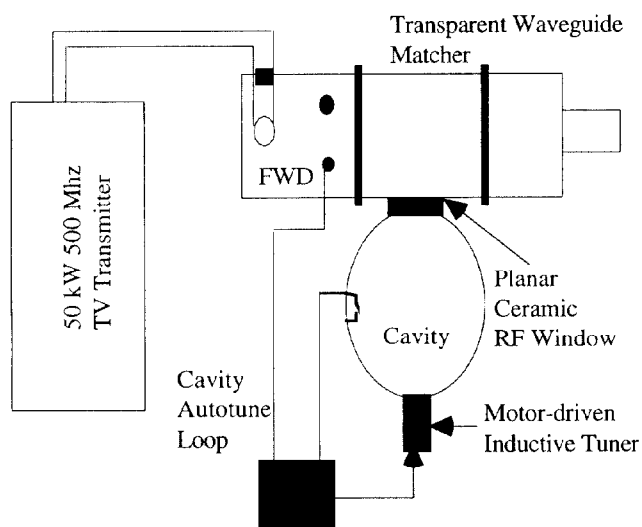 Transparent Waveguide
Matcher
50 kW 500 Mhz
TV Transmitter
FWD
Planar
Ceramic
RF Window
Cavity
Cavity
Autotune
Loop
Motor-driven
Inductive Tuner